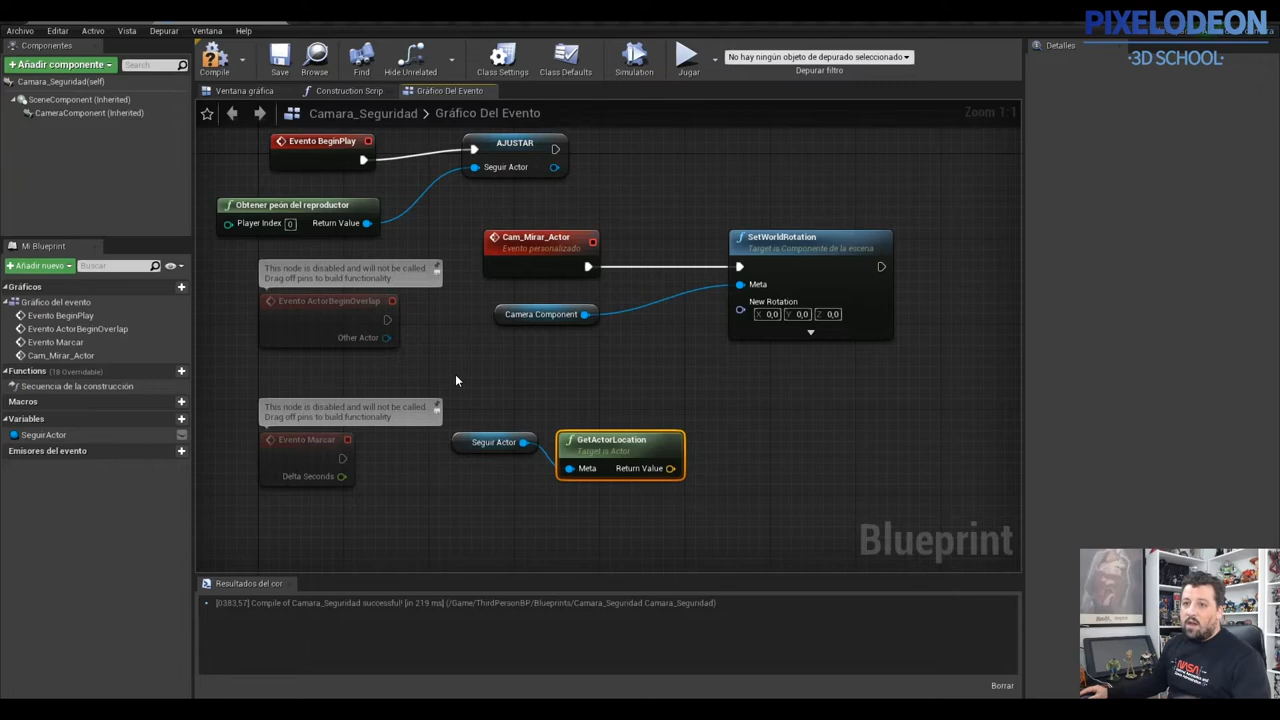 PIXELODEON
-3D SCHOOL-
Archivo Editar Activo Vista Depurar Ventana Help
Componentes
Detalles
Añadir componente
Search
Camara_Seguridad(self)
SceneComponent (Inherited)
CameraComponent (Inherited)
Compile
Save
Browse
Find
Hide Unrelated
Class Settings
Class Defaults
Simulation
Jugar
No hay ningún objeto de depurado seleccionado
Depurar filtro
Ventana gráfica
Construction Scrip
Gráfico Del Evento
Camara_Seguridad > Gráfico Del Evento
Zoom 1:1
Evento BeginPlay
AJUSTAR
Seguir Actor
Obtener peón del reproductor
Player Index 0 Return Value
Cam_Mirar_Actor
Evento personalizado
SetWorldRotation
Target is Componente de la escena
Meta
New Rotation
X 0,0 Y 0,0 Z 0,0
Camera Component
This node is disabled and will not be called.
Drag off pins to build functionality
Evento ActorBeginOverlap
Other Actor
This node is disabled and will not be called.
Drag off pins to build functionality
Evento Marcar
Delta Seconds
Seguir Actor
GetActorLocation
Target is Actor
Meta Return Value
Blueprint
Mi Blueprint
Añadir nuevo
Buscar
Gráficos
Gráfico del evento
Evento BeginPlay
Evento ActorBeginOverlap
Evento Marcar
Cam_Mirar_Actor
Functions (18 Overridable)
Secuencia de la construcción
Macros
Variables
SeguirActor
Emisores del evento
Resultados del cor
[0383,57] Compile of Camara_Seguridad successful! [in 219 ms] (/Game/ThirdPersonBP/Blueprints/Camara_Seguridad.Camara_Seguridad)
Borrar
NASA